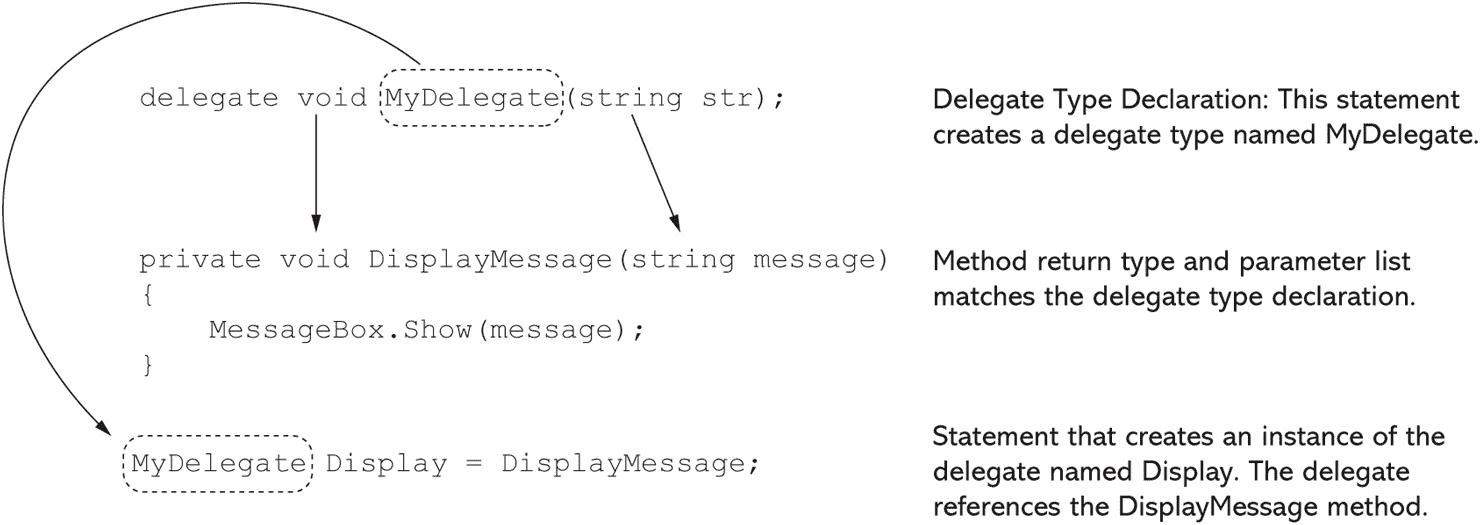 delegate void MyDelegate(string str);
Delegate Type Declaration: This statement
creates a delegate type named MyDelegate.
private void DisplayMessage(string message)
{
    MessageBox.Show(message);
}
Method return type and parameter list
matches the delegate type declaration.
MyDelegate Display = DisplayMessage;
Statement that creates an instance of the
delegate named Display. The delegate
references the DisplayMessage method.